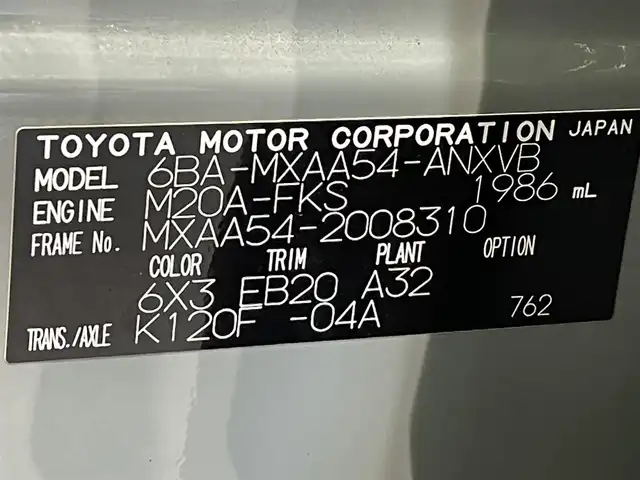 TOYOTA MOTOR CORPORATION JAPAN
MODEL 6BA-MXAA54-ANXVB
ENGINE M20A-FKS 1986 mL
FRAME No. MXAA54-2008310
COLOR TRIM PLANT OPTION
6X3 EB20 A32
TRANS./AXLE K120F -04A 762